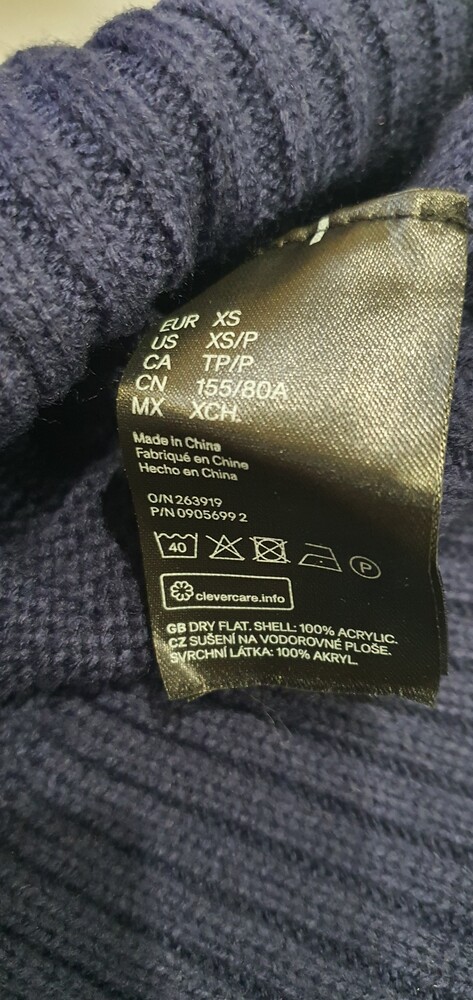 EUR XS
US XS/P
CA TP/P
CN 155/80A
MX XCH.
Made in China
Fabriqué en Chine
Hecho en China
O/N 263919
P/N 0905699 2
40 P
clevercare.info
GB DRY FLAT. SHELL: 100% ACRYLIC.
CZ SUŠENÍ NA VODOROVNÉ PLOŠE.
SVRCHNÍ LÁTKA: 100% AKRYL.